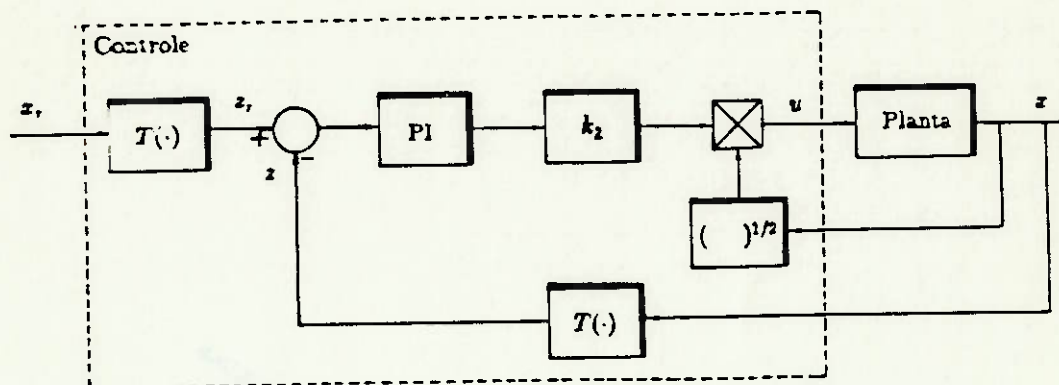 Controle
x_r
T(·)
z_r
+
-
z
PI
k_2
u
Planta
x
( )^{1/2}
T(·)